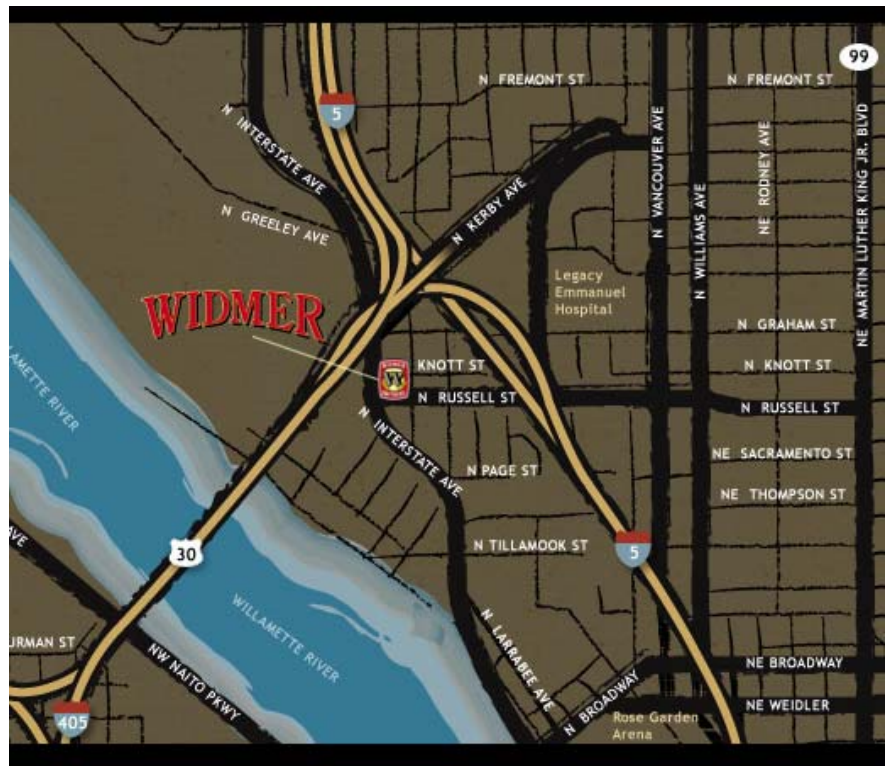 99
N FREMONT ST
N FREMONT ST
5
N INTERSTATE AVE
N VANCOUVER AVE
NE RODNEY AVE
NE MARTIN LUTHER KING JR. BLVD
N WILLIAMS AVE
N KERBY AVE
N GREELEY AVE
Legacy
Emmanuel
Hospital
WIDMER
N GRAHAM ST
KNOTT ST
N KNOTT ST
N RUSSELL ST
N RUSSELL ST
LAMETTE RIVER
N INTERSTATE AVE
NE SACRAMENTO ST
N PAGE ST
NE THOMPSON ST
AVE
30
N TILLAMOOK ST
5
WILLAMETTE RIVER
URMAN ST
N LARRABEE AVE
NW NAITO PKWY
NE BROADWAY
N BROADWAY
NE WEIDLER
405
Rose Garden
Arena